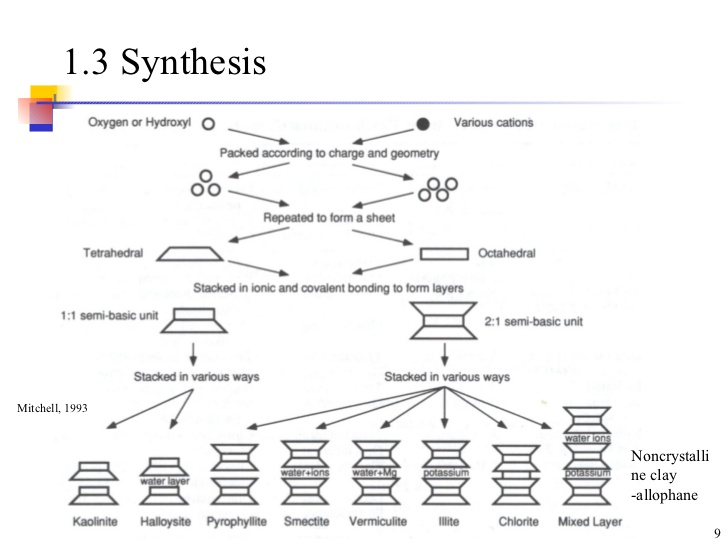 1.3 Synthesis
Oxygen or Hydroxyl
Various cations
Packed according to charge and geometry
Repeated to form a sheet
Tetrahedral
Octahedral
Stacked in ionic and covalent bonding to form layers
1:1 semi-basic unit
2:1 semi-basic unit
Stacked in various ways
Stacked in various ways
Mitchell, 1993
water ions
water layer
water+ions
water+Mg
potassium
potassium
Noncrystalli
ne clay
-allophane
Kaolinite
Halloysite
Pyrophyllite
Smectite
Vermiculite
Illite
Chlorite
Mixed Layer
9